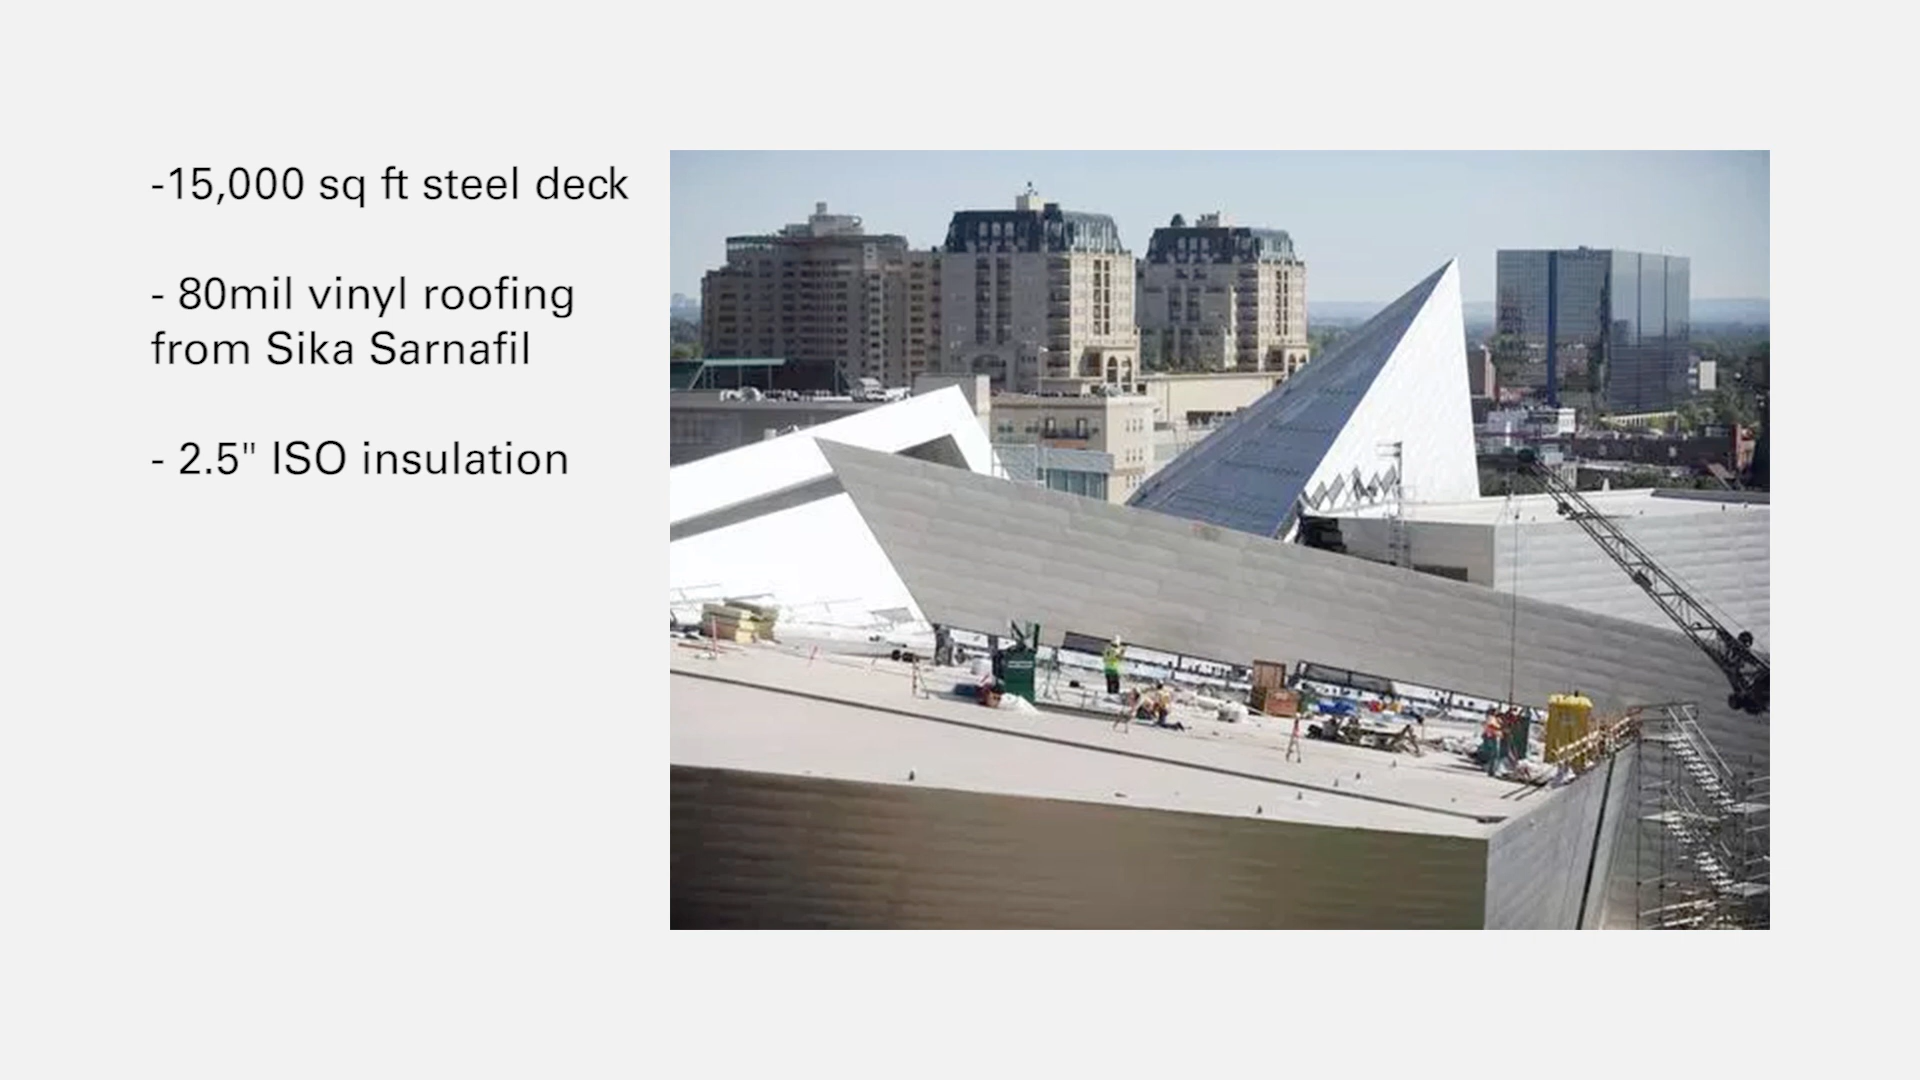 -15,000 sq ft steel deck
- 80mil vinyl roofing
from Sika Sarnafil
- 2.5" ISO insulation